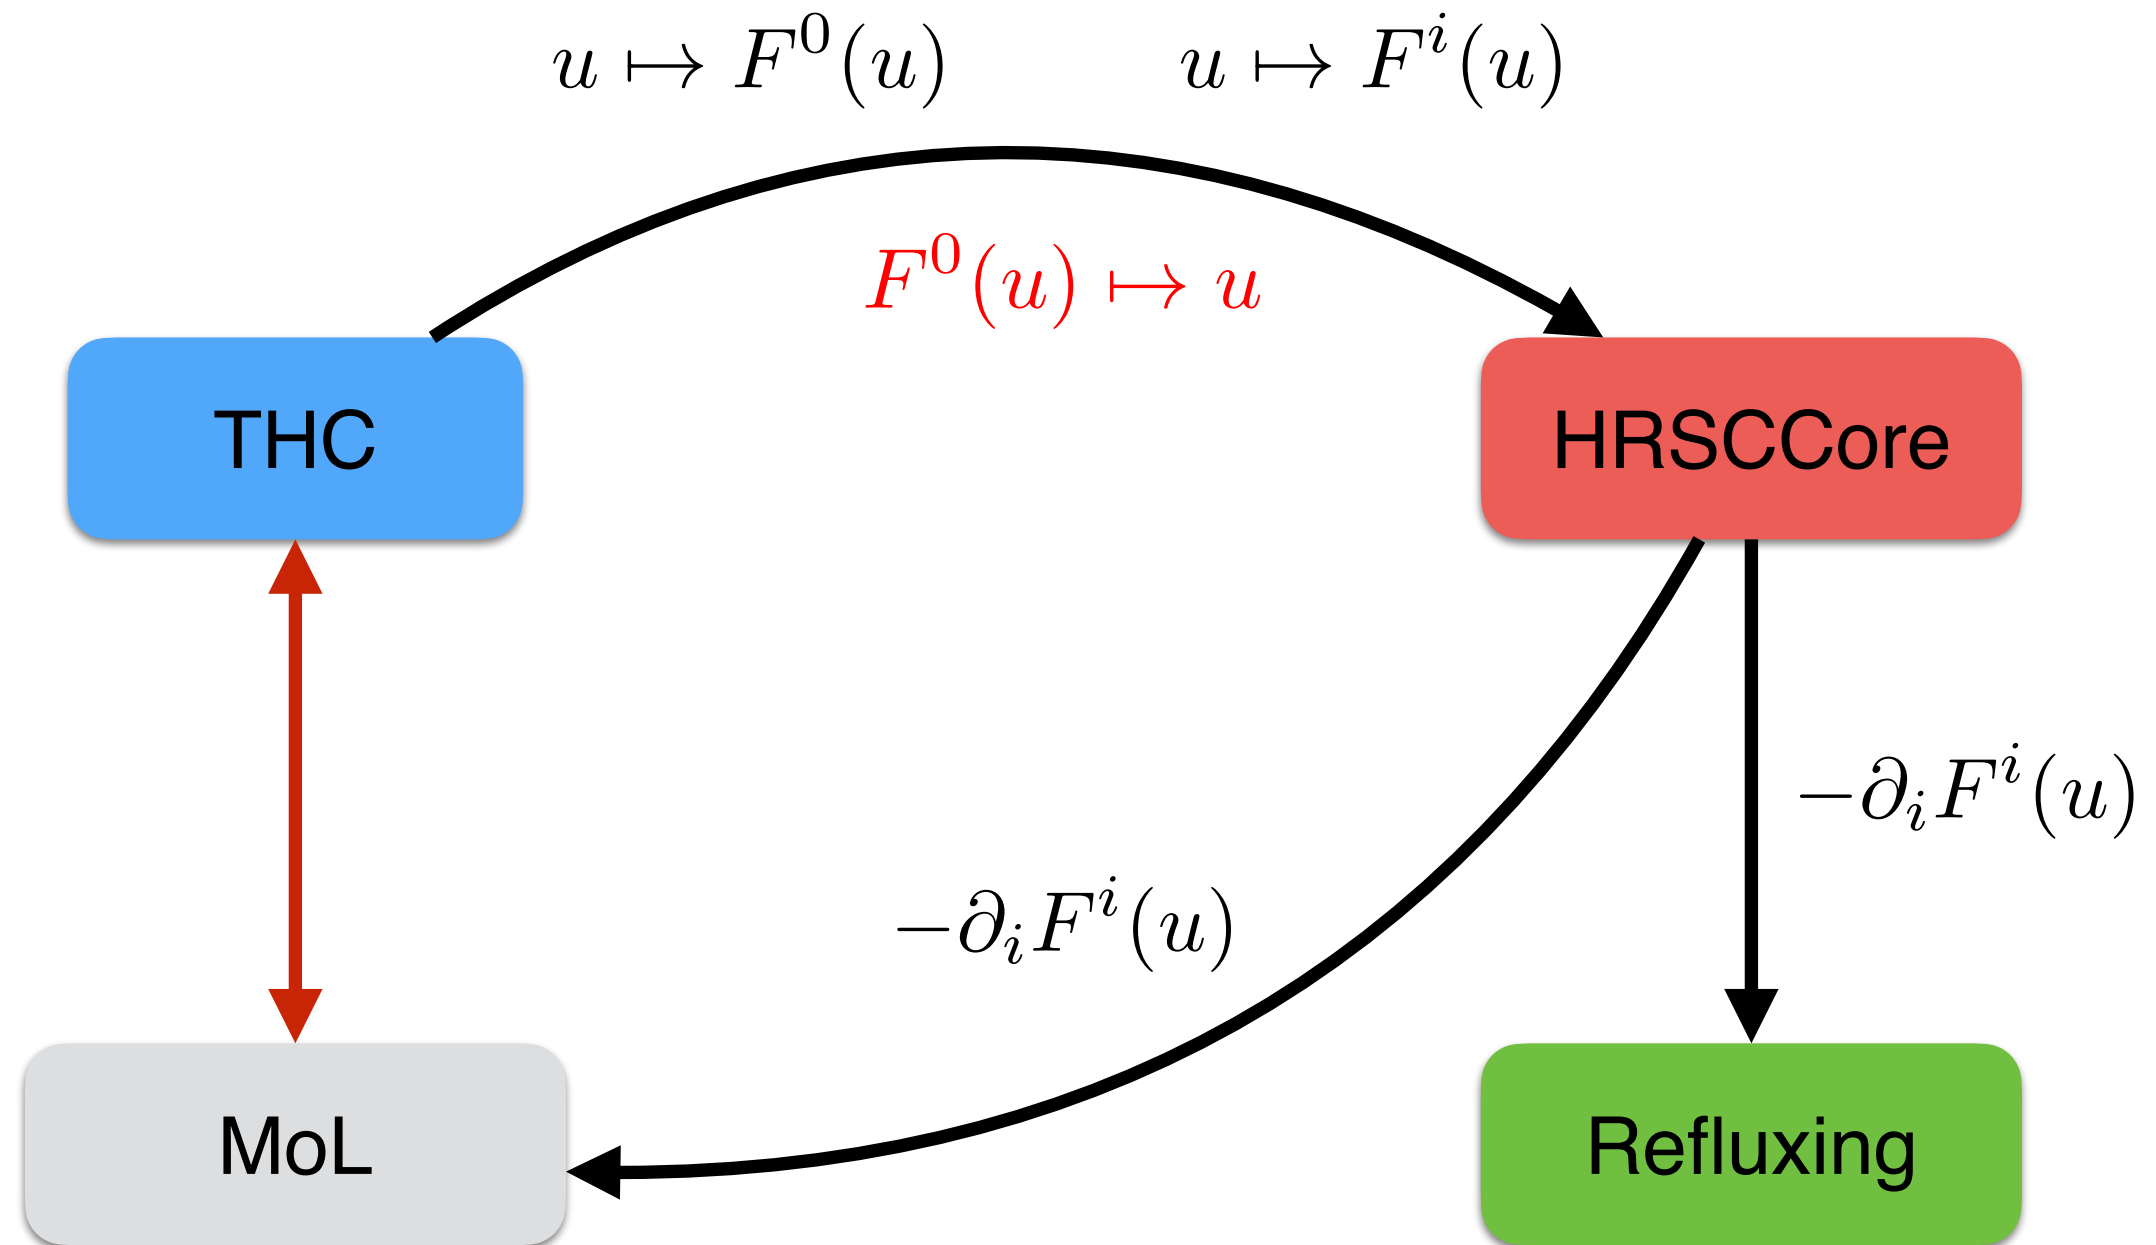 u ↦ F⁰(u) u ↦ Fⁱ(u)
F⁰(u) ↦ u
THC
HRSCCore
−∂ᵢFⁱ(u)
−∂ᵢFⁱ(u)
MoL
Refluxing